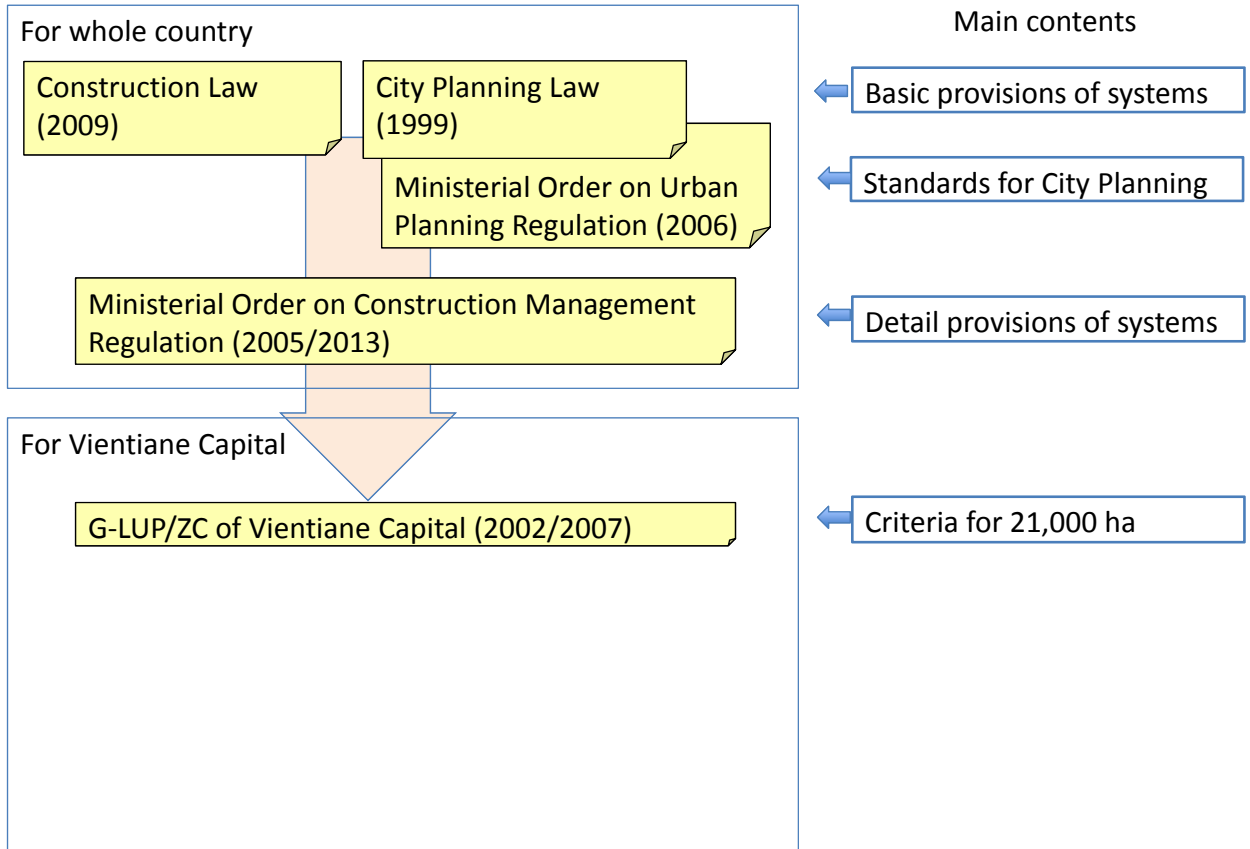 For whole country
Main contents
Construction Law
(2009)
City Planning Law
(1999)
Basic provisions of systems
Ministerial Order on Urban
Planning Regulation (2006)
Standards for City Planning
Ministerial Order on Construction Management
Regulation (2005/2013)
Detail provisions of systems
For Vientiane Capital
G-LUP/ZC of Vientiane Capital (2002/2007)
Criteria for 21,000 ha